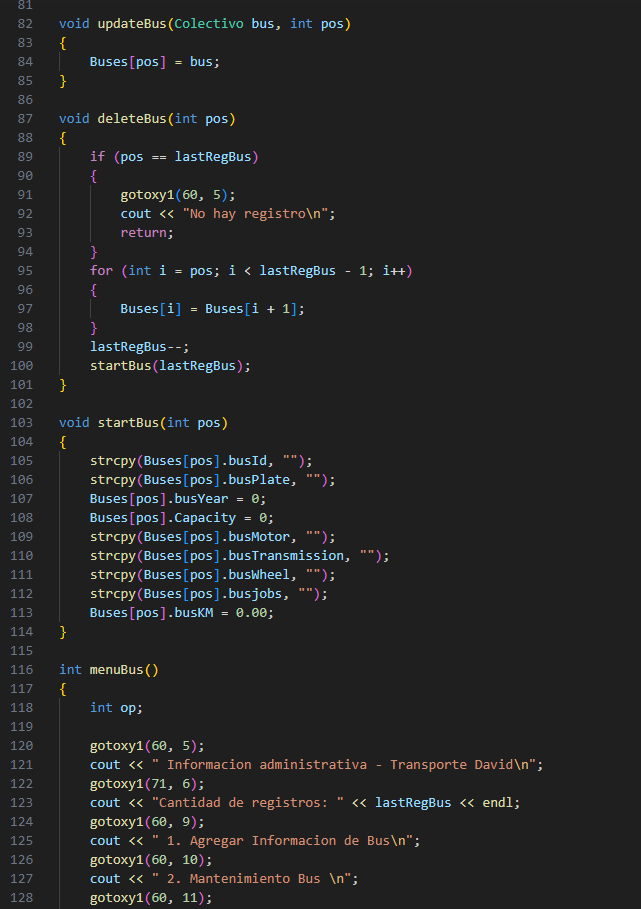 81
82 void updateBus(Colectivo bus, int pos)
83 {
84     Buses[pos] = bus;
85 }
86
87 void deleteBus(int pos)
88 {
89     if (pos == lastRegBus)
90     {
91         gotoxy1(60, 5);
92         cout << "No hay registro\n";
93         return;
94     }
95     for (int i = pos; i < lastRegBus - 1; i++)
96     {
97         Buses[i] = Buses[i + 1];
98     }
99     lastRegBus--;
100     startBus(lastRegBus);
101 }
102
103 void startBus(int pos)
104 {
105     strcpy(Buses[pos].busId, "");
106     strcpy(Buses[pos].busPlate, "");
107     Buses[pos].busYear = 0;
108     Buses[pos].Capacity = 0;
109     strcpy(Buses[pos].busMotor, "");
110     strcpy(Buses[pos].busTransmission, "");
111     strcpy(Buses[pos].busWheel, "");
112     strcpy(Buses[pos].busjobs, "");
113     Buses[pos].busKM = 0.00;
114 }
115
116 int menuBus()
117 {
118     int op;
119
120     gotoxy1(60, 5);
121     cout << " Informacion administrativa - Transporte David\n";
122     gotoxy1(71, 6);
123     cout << "Cantidad de registros: " << lastRegBus << endl;
124     gotoxy1(60, 9);
125     cout << " 1. Agregar Informacion de Bus\n";
126     gotoxy1(60, 10);
127     cout << " 2. Mantenimiento Bus \n";
128     gotoxy1(60, 11);